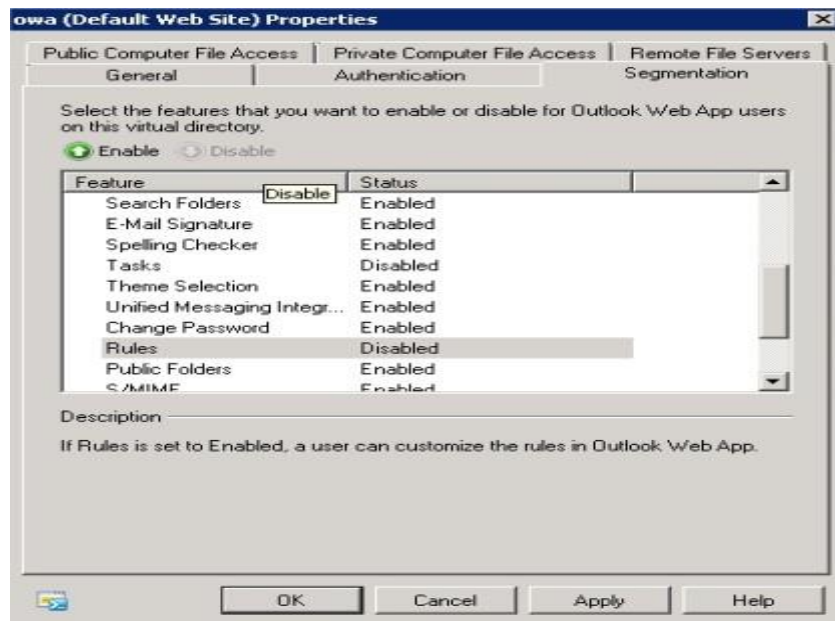 owa (Default Web Site) Properties
Public Computer File Access Private Computer File Access Remote File Servers
General Authentication Segmentation
Select the features that you want to enable or disable for Outlook Web App users
on this virtual directory.
Enable Disable
Feature Status
Disable
Search Folders Enabled
E-Mail Signature Enabled
Spelling Checker Enabled
Tasks Disabled
Theme Selection Enabled
Unified Messaging Integr... Enabled
Change Password Enabled
Rules Disabled
Public Folders Enabled
S/MIME Enabled
Description
If Rules is set to Enabled, a user can customize the rules in Outlook Web App.
OK Cancel Apply Help